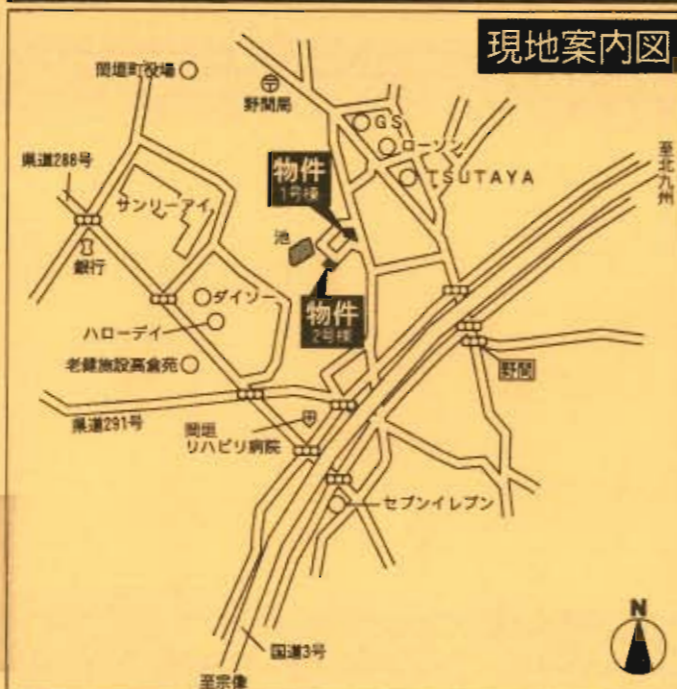 現地案内図
岡垣町役場
野間局
GS
ローソン
TSUTAYA
至北九州
県道288号
サンリーアイ
物件
1号棟
池
銀行
ダイソー
物件
2号棟
ハローデイ
老健施設高倉苑
野間
県道291号
岡垣
リハビリ病院
セブンイレブン
N
国道3号
至宗像